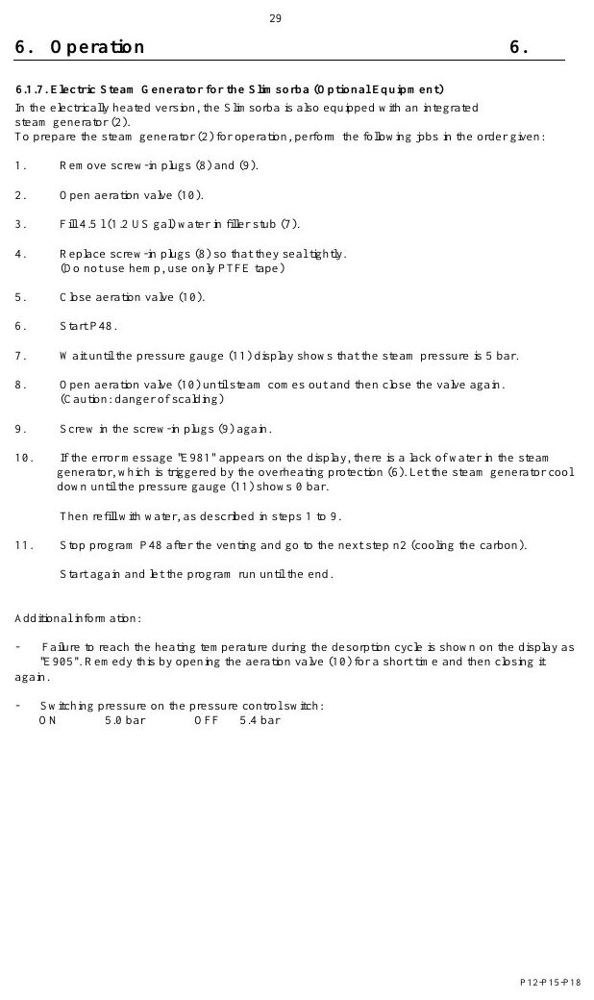 29
6. Operation 6.
6.1.7. Electric Steam Generator for the Slimsorba (Optional Equipment)
In the electrically heated version, the Slimsorba is also equipped with an integrated
steam generator (2).
To prepare the steam generator (2) for operation, perform the following jobs in the order given:
1. Remove screw-in plugs (8) and (9).
2. Open aeration valve (10).
3. Fill 4.5 l (1.2 US gal) water in filler stub (7).
4. Replace screw-in plugs (8) so that they seal tightly.
(Do not use hemp, use only PTFE tape)
5. Close aeration valve (10).
6. Start P48.
7. Wait until the pressure gauge (11) display shows that the steam pressure is 5 bar.
8. Open aeration valve (10) until steam comes out and then close the valve again.
(Caution: danger of scalding)
9. Screw in the screw-in plugs (9) again.
10. If the error message "E981" appears on the display, there is a lack of water in the steam
generator, which is triggered by the overheating protection (6). Let the steam generator cool
down until the pressure gauge (11) shows 0 bar.
Then refill with water, as described in steps 1 to 9.
11. Stop program P48 after the venting and go to the next step n2 (cooling the carbon).
Start again and let the program run until the end.
Additional information:
- Failure to reach the heating temperature during the desorption cycle is shown on the display as
"E905". Remedy this by opening the aeration valve (10) for a short time and then closing it
again.
- Switching pressure on the pressure control switch:
ON 5.0 bar OFF 5.4 bar
P12-P15-P18